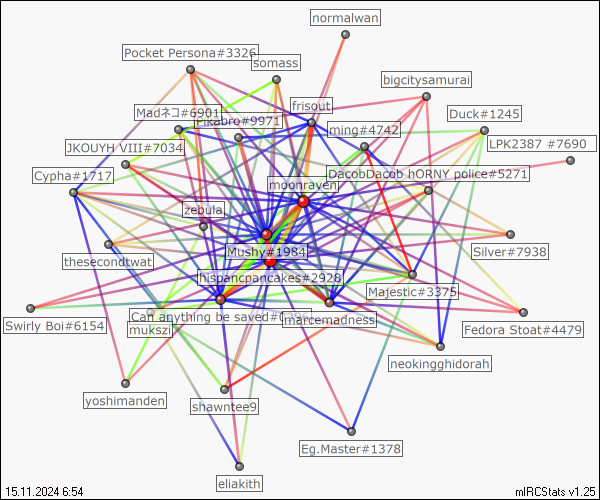 normalwan
Pocket Persona#3326
somass
bigcitysamurai
frisout
Madネコ#6901
Pikabro#9971
Duck#1245
ming#4742
LPK2387 #7690
JKOUYH VIII#7034
Cypha#1717
DacobDacob hORNY police#5271
moonraven
zebula
Mushy#1984
Silver#7938
thesecondtwat
hispancpancakes#2928
Majestic#3375
Can anything be saved#
marcemadness
Swirly Boi#6154
mukszi
Fedora Stoat#4479
neokingghidorah
yoshimanden
shawntee9
Eg.Master#1378
eliakith
15.11.2024 6:54
mIRCStats v1.25